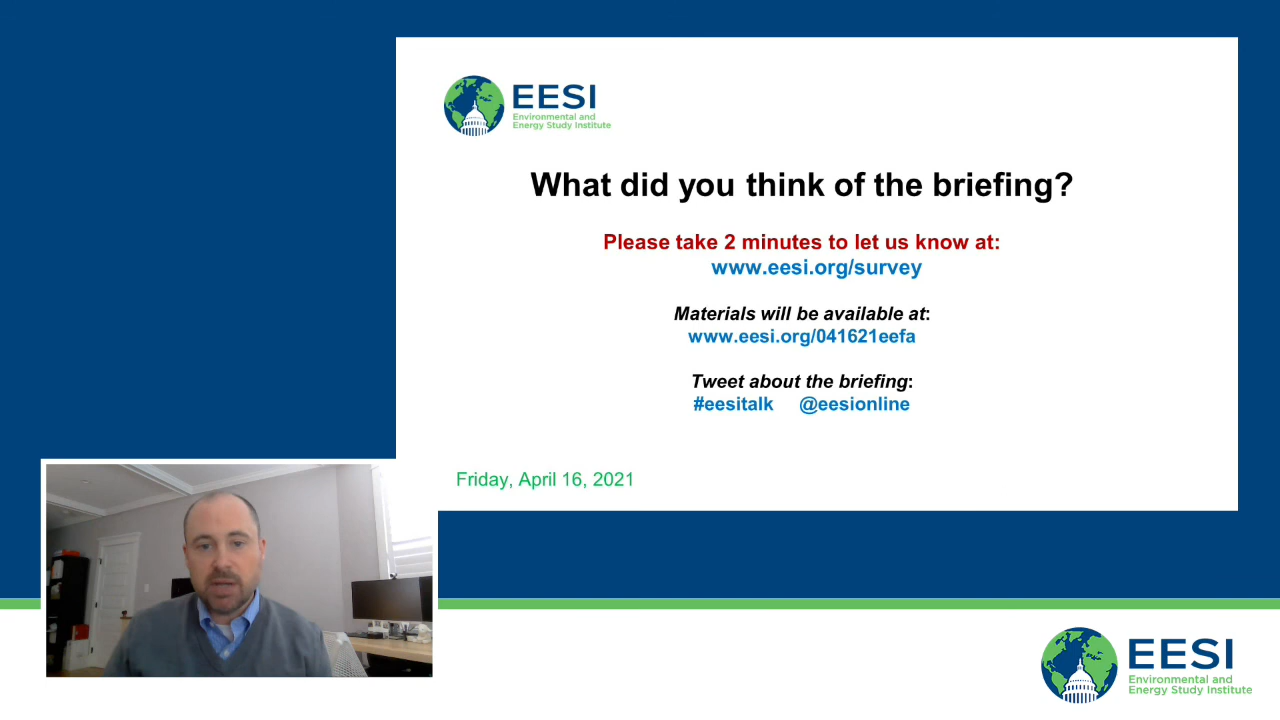 EESI
Environmental and
Energy Study Institute
What did you think of the briefing?
Please take 2 minutes to let us know at:
www.eesi.org/survey
Materials will be available at:
www.eesi.org/041621eefa
Tweet about the briefing:
#eesitalk @eesionline
Friday, April 16, 2021
EESI
Environmental and
Energy Study Institute